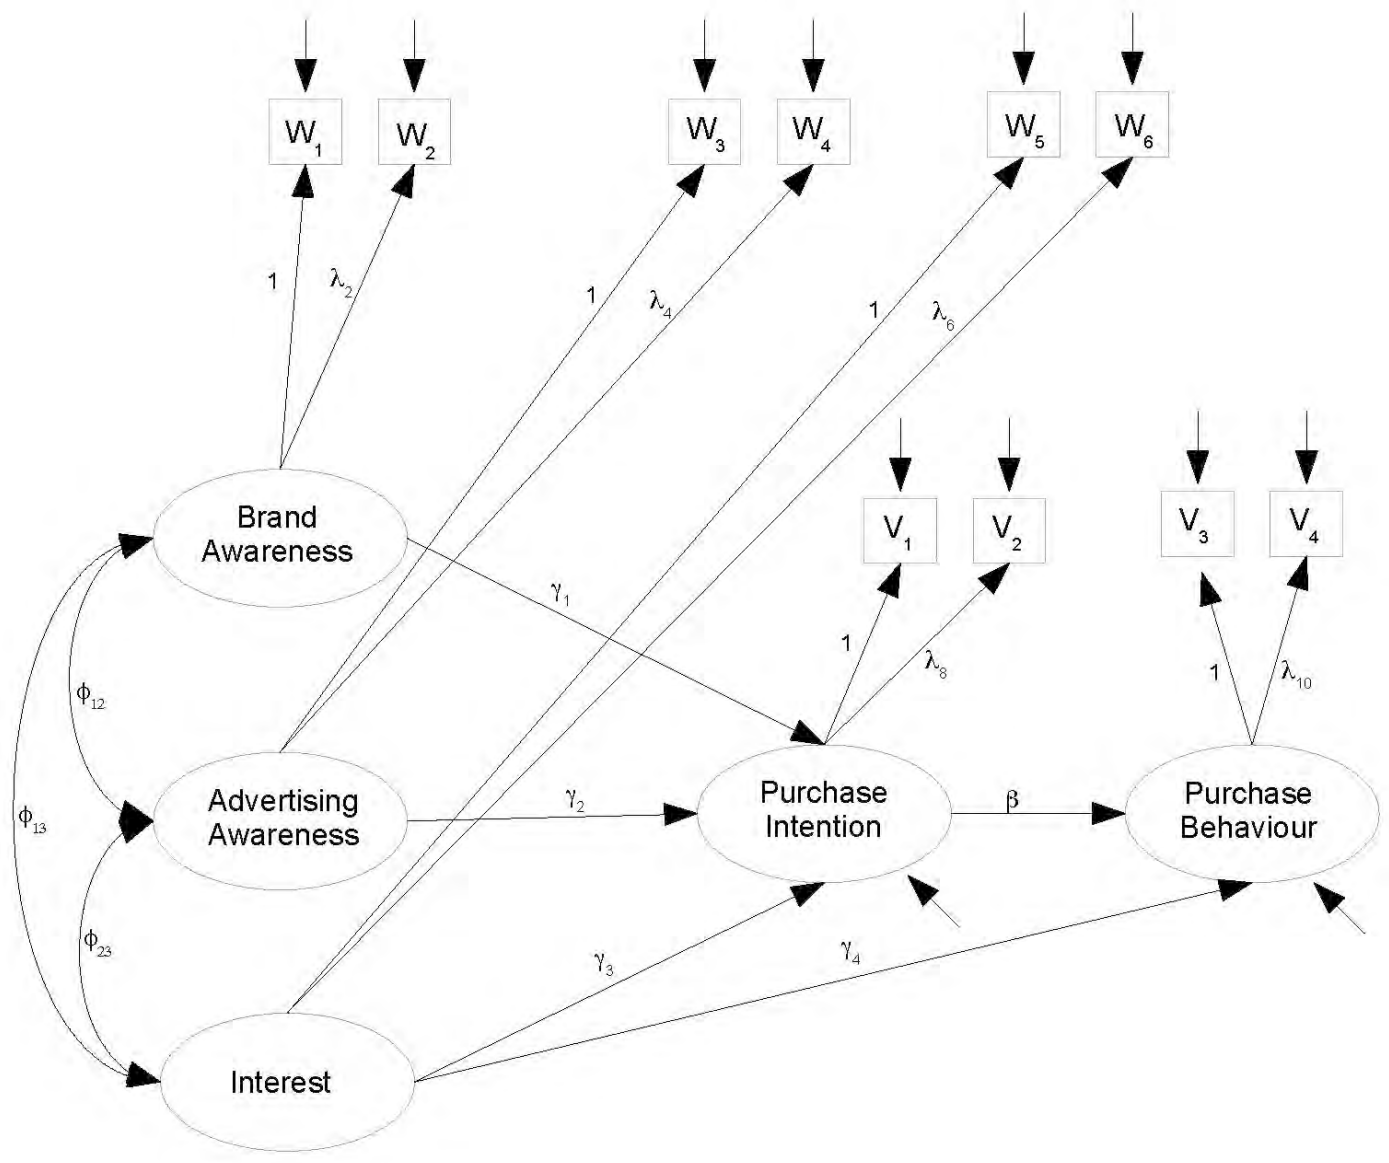 W1 W2 W3 W4 W5 W6
1 λ2 1 λ4 1 λ6
V1 V2 V3 V4
Brand
Awareness
γ1
1 λ8 1 λ10
ϕ12
Advertising
Awareness
γ2
Purchase
Intention
β
Purchase
Behaviour
ϕ13
ϕ23
γ3
γ4
Interest